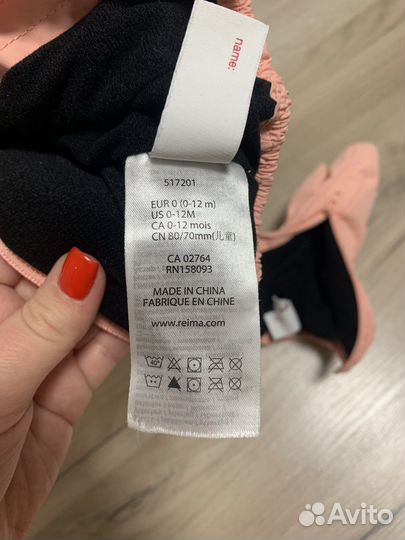 name:
517201
EUR 0 (0-12 m)
US 0-12M
CA 0-12 mois
CN 80/70mm(儿童)
CA 02764
RN158093
MADE IN CHINA
FABRIQUE EN CHINE
www.reima.com
40°
Avito